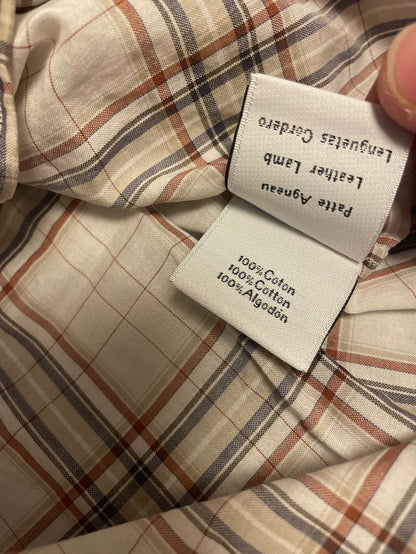 Patte Agneau
Leather Lamb
Lenguetas Cordero
100%Coton
100%Cotton
100%Algodón